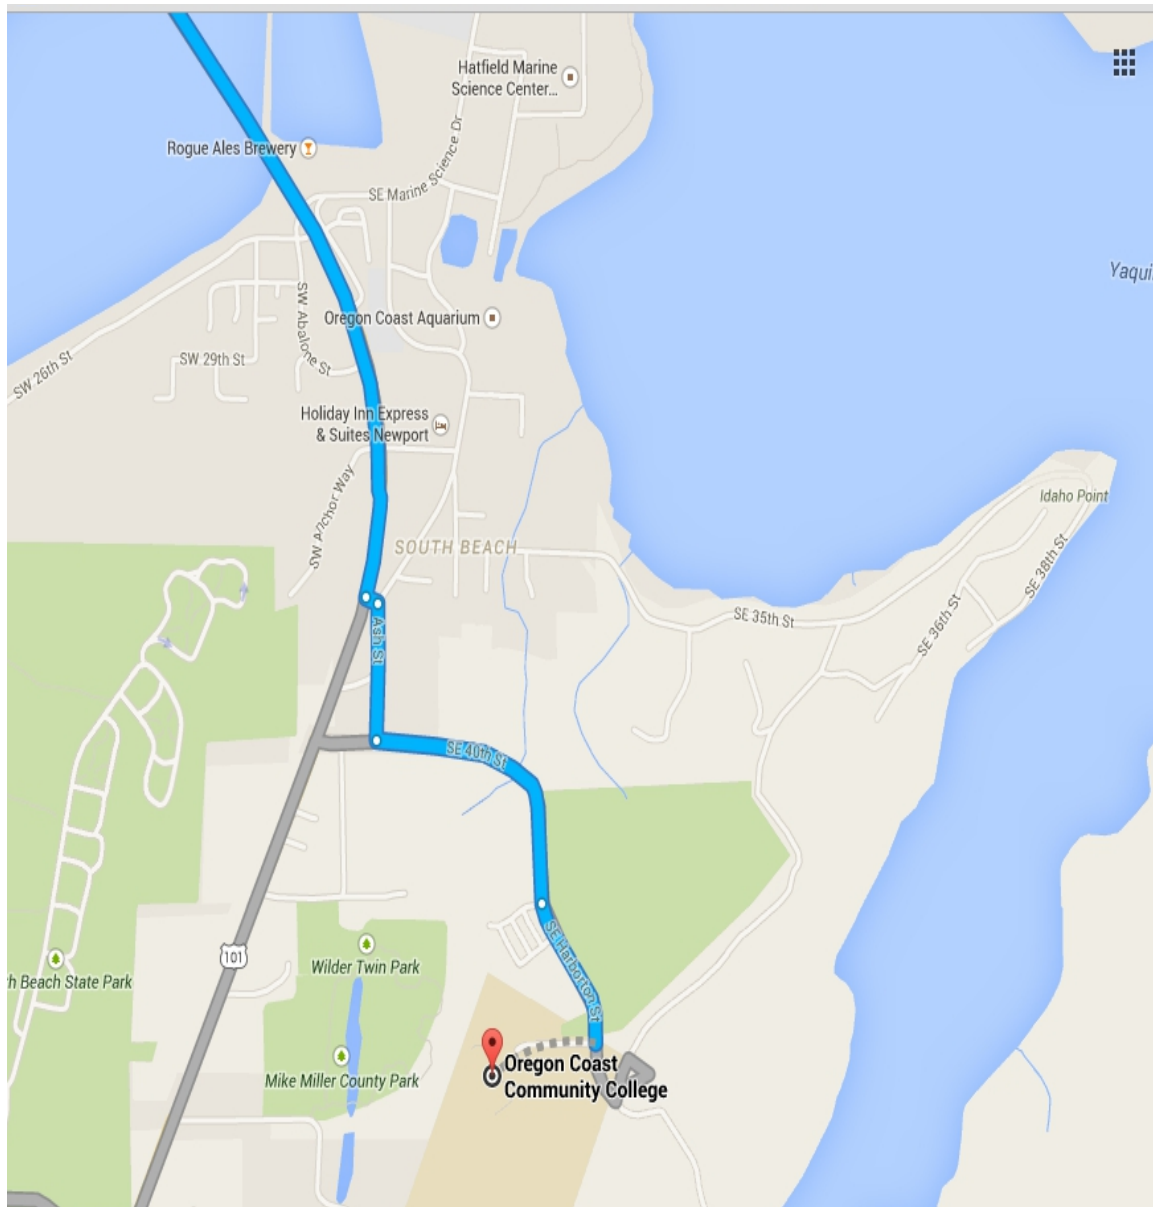 Hatfield Marine
Science Center...
Rogue Ales Brewery
SE Marine Science Dr
Yaqui
SW Abalone St
Oregon Coast Aquarium
SW 29th St
SW 26th St
Holiday Inn Express
& Suites Newport
SW Anchor Way
Idaho Point
SOUTH BEACH
SE 38th St
SE 35th St
SE 36th St
Ash St
SE 40th St
SE Harborton St
101
Wilder Twin Park
h Beach State Park
Oregon Coast
Community College
Mike Miller County Park